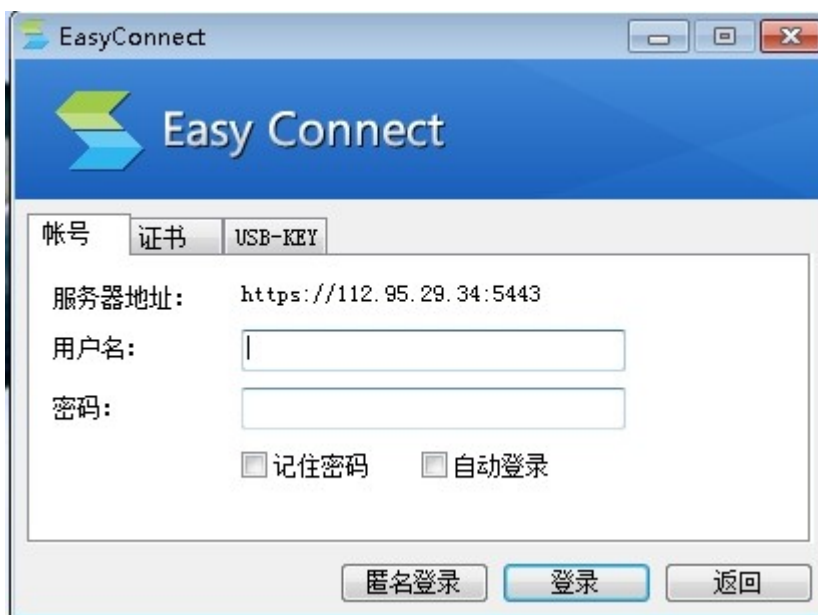 EasyConnect
Easy Connect
帐号 证书 USB-KEY
服务器地址: https://112.95.29.34:5443
用户名:
密码:
记住密码 自动登录
匿名登录 登录 返回